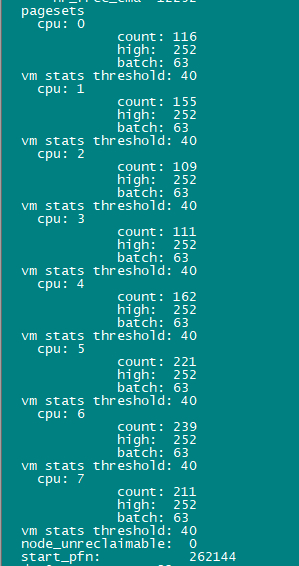 nr_free_cma  12292
pagesets
cpu: 0
count: 116
high:  252
batch: 63
vm stats threshold: 40
cpu: 1
count: 155
high:  252
batch: 63
vm stats threshold: 40
cpu: 2
count: 109
high:  252
batch: 63
vm stats threshold: 40
cpu: 3
count: 111
high:  252
batch: 63
vm stats threshold: 40
cpu: 4
count: 162
high:  252
batch: 63
vm stats threshold: 40
cpu: 5
count: 221
high:  252
batch: 63
vm stats threshold: 40
cpu: 6
count: 239
high:  252
batch: 63
vm stats threshold: 40
cpu: 7
count: 211
high:  252
batch: 63
vm stats threshold: 40
node_unreclaimable:  0
start_pfn:           262144